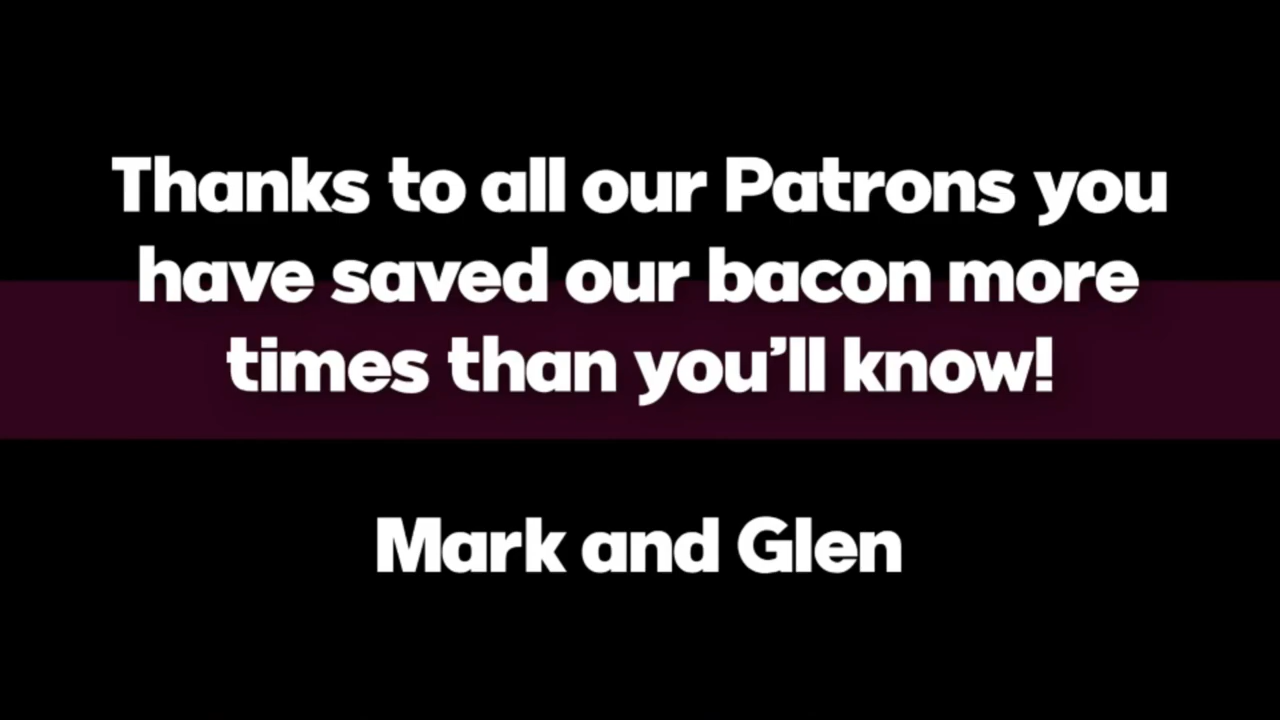 Thanks to all our Patrons you
have saved our bacon more
times than you’ll know!
Mark and Glen